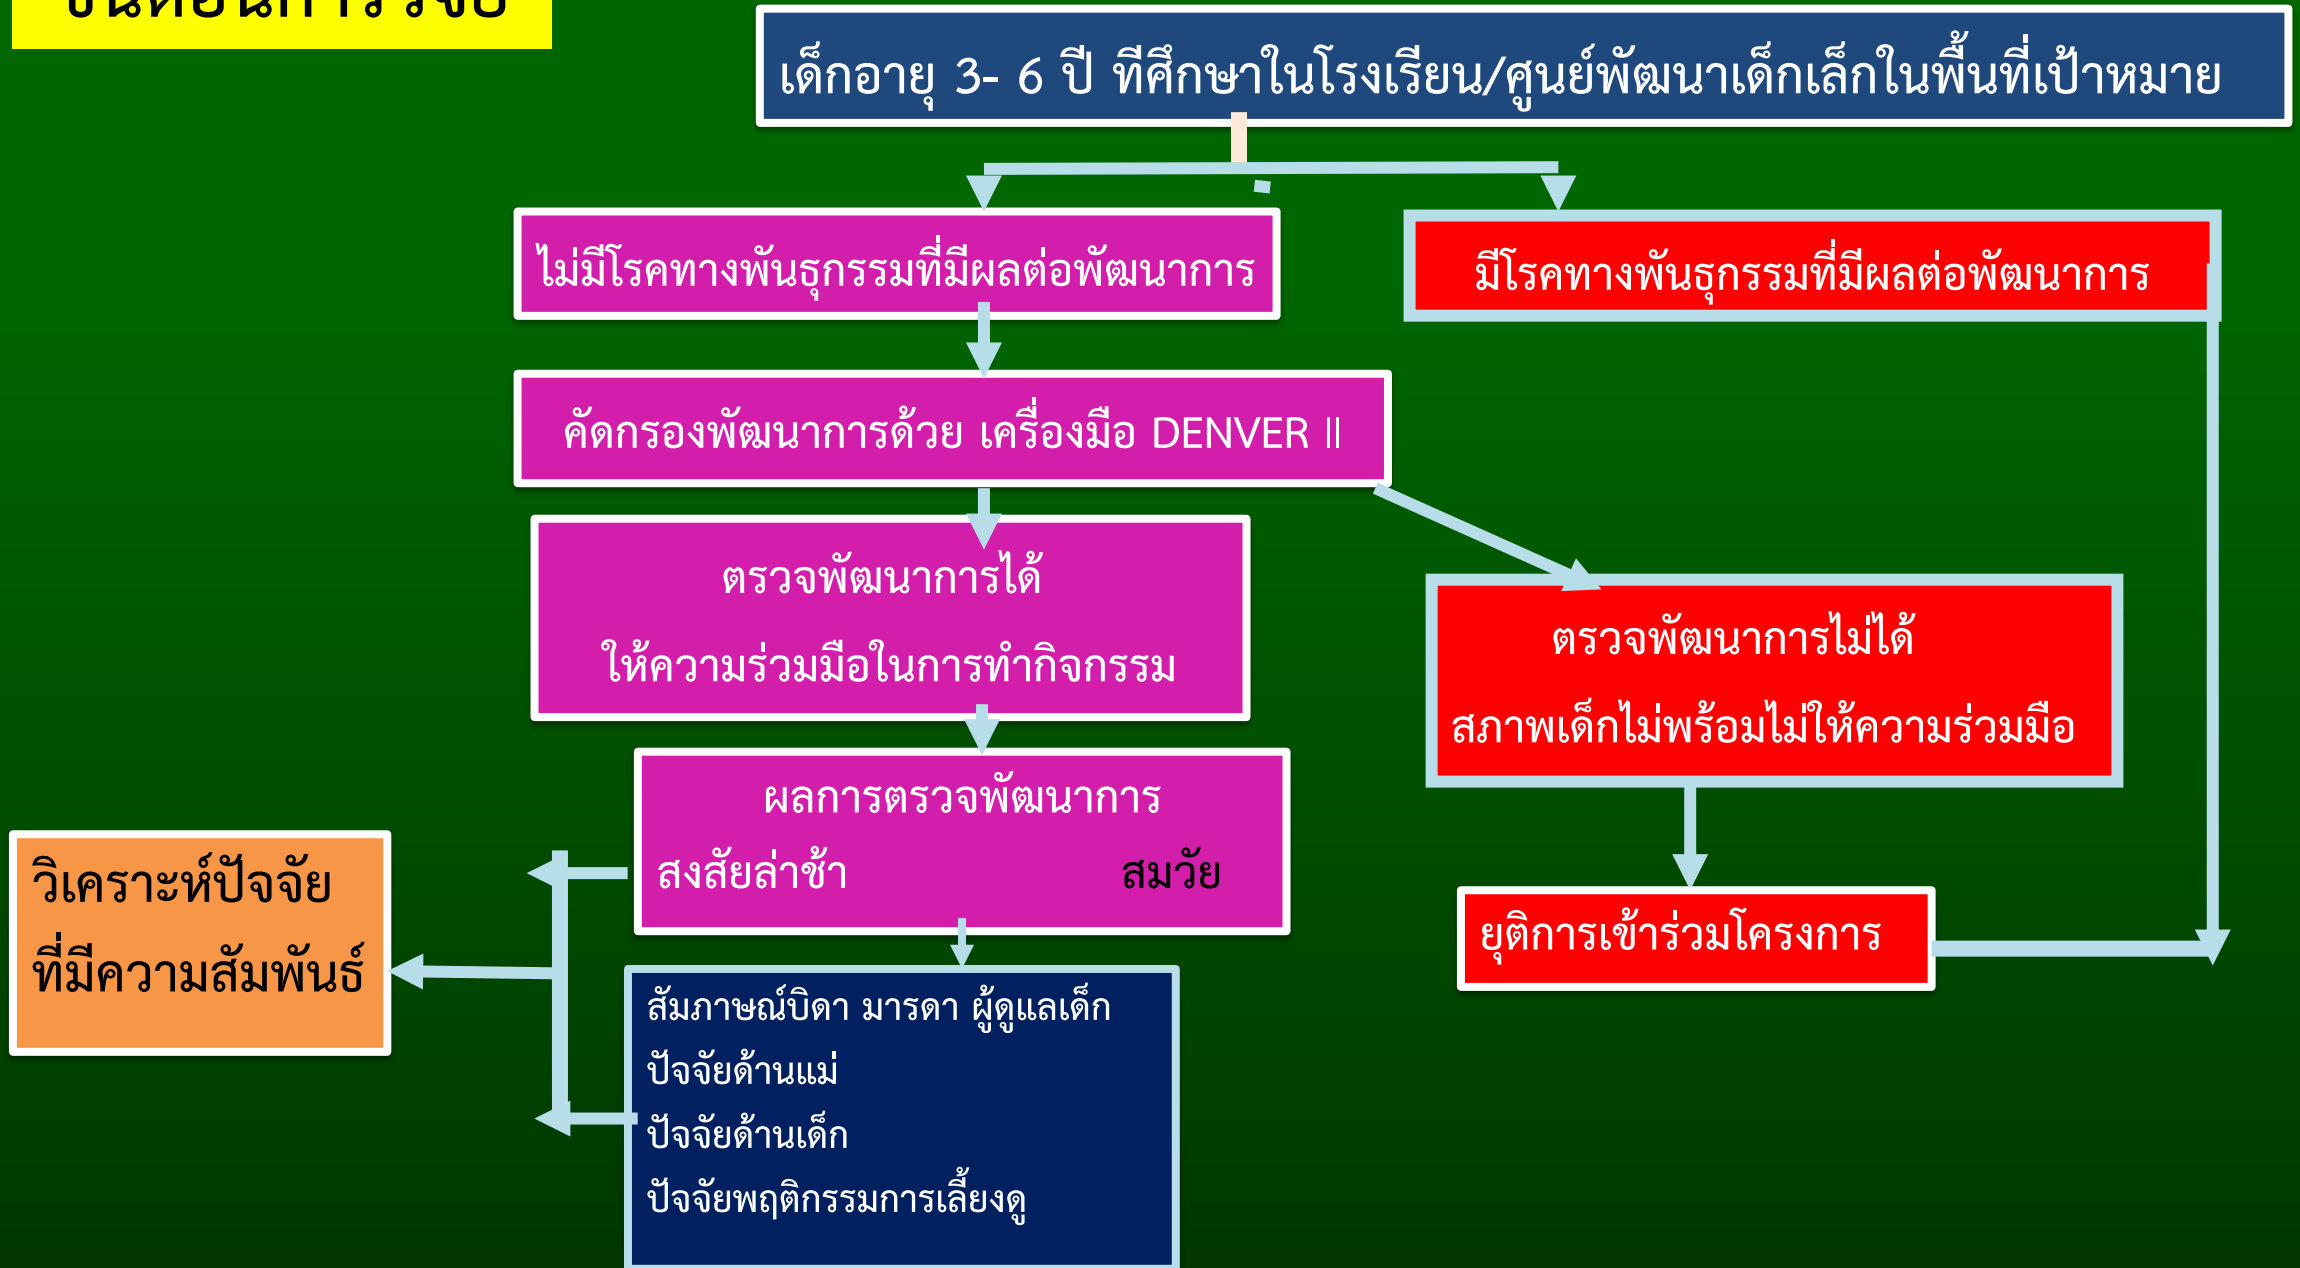 ขั้นตอนการวิจัย
เด็กอายุ 3- 6 ปี ทีศึกษาในโรงเรียน/ศูนย์พัฒนาเด็กเล็กในพื้นที่เป้าหมาย
ไม่มีโรคทางพันธุกรรมที่มีผลต่อพัฒนาการ
มีโรคทางพันธุกรรมที่มีผลต่อพัฒนาการ
คัดกรองพัฒนาการด้วย เครื่องมือ DENVER II
ตรวจพัฒนาการได้
ให้ความร่วมมือในการทำกิจกรรม
ตรวจพัฒนาการไม่ได้
สภาพเด็กไม่พร้อมไม่ให้ความร่วมมือ
ผลการตรวจพัฒนาการ
สงสัยล่าช้า สมวัย
วิเคราะห์ปัจจัย
ที่มีความสัมพันธ์
ยุติการเข้าร่วมโครงการ
สัมภาษณ์บิดา มารดา ผู้ดูแลเด็ก
ปัจจัยด้านแม่
ปัจจัยด้านเด็ก
ปัจจัยพฤติกรรมการเลี้ยงดู